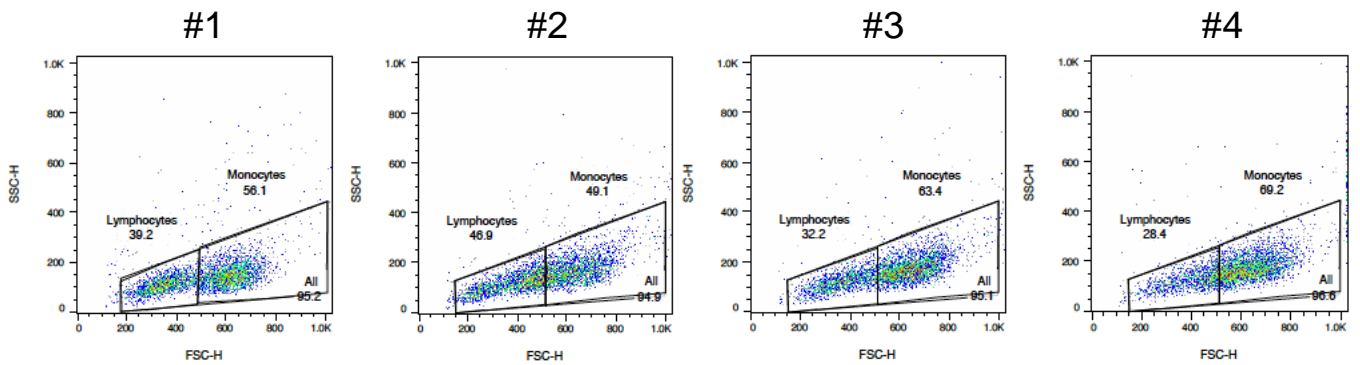 #1
1.0K
800
600
400
200
0
SSC-H
Monocytes
56.1
Lymphocytes
39.2
All
95.2
0
200
400
600
800
1.0K
FSC-H
#2
1.0K
800
600
400
200
0
SSC-H
Monocytes
49.1
Lymphocytes
46.9
All
94.9
0
200
400
600
800
1.0K
FSC-H
#3
1.0K
800
600
400
200
0
SSC-H
Monocytes
63.4
Lymphocytes
32.2
All
95.1
0
200
400
600
800
1.0K
FSC-H
#4
1.0K
800
600
400
200
0
SSC-H
Monocytes
69.2
Lymphocytes
28.4
All
96.6
0
200
400
600
800
1.0K
FSC-H